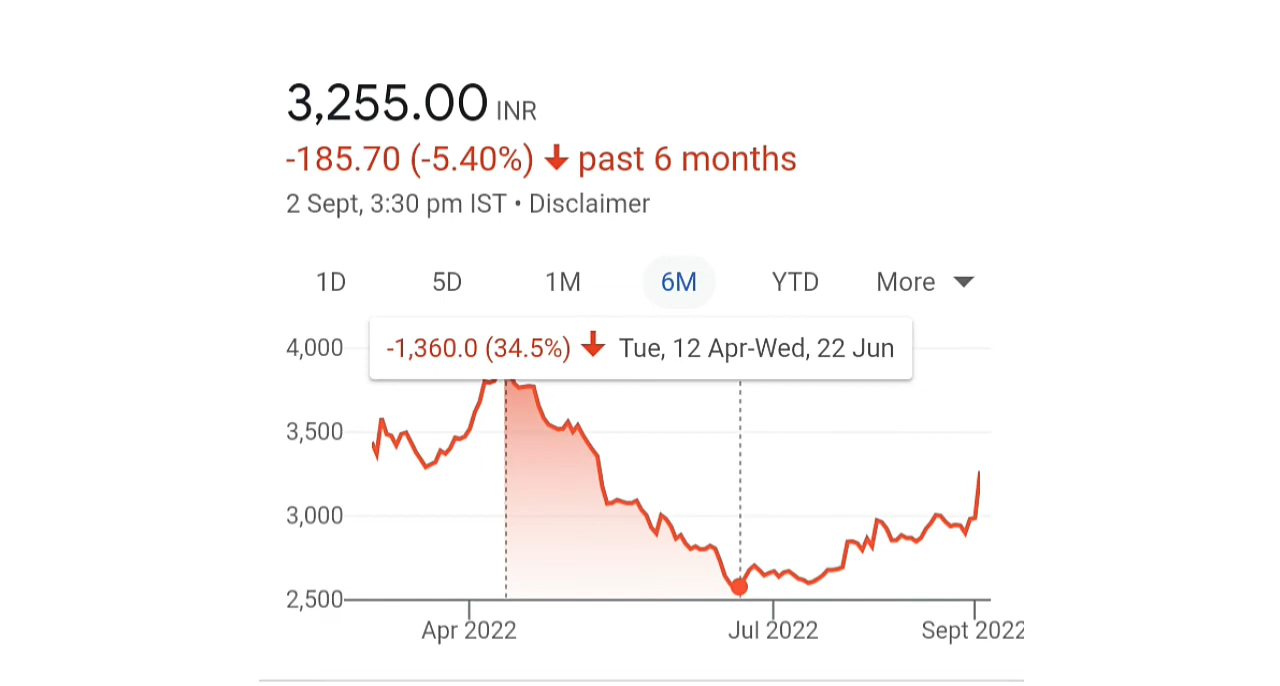 3,255.00 INR
-185.70 (-5.40%) ↓ past 6 months
2 Sept, 3:30 pm IST • Disclaimer
1D 5D 1M 6M YTD More
-1,360.0 (34.5%) ↓ Tue, 12 Apr-Wed, 22 Jun
4,000
3,500
3,000
2,500
Apr 2022 Jul 2022 Sept 2022